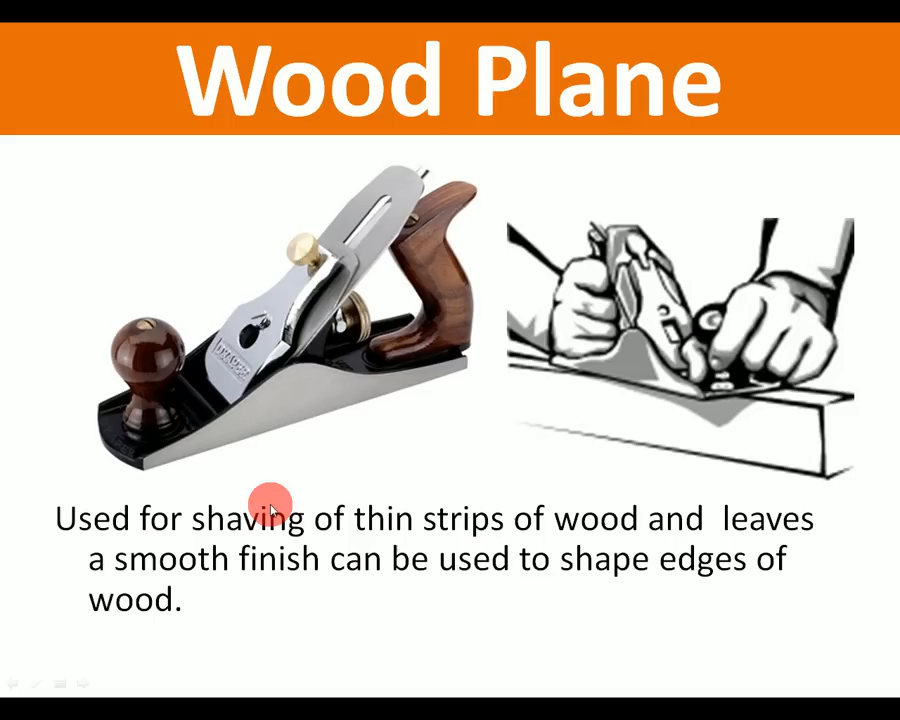 Wood Plane
Used for shaving of thin strips of wood and  leaves
a smooth finish can be used to shape edges of
wood.